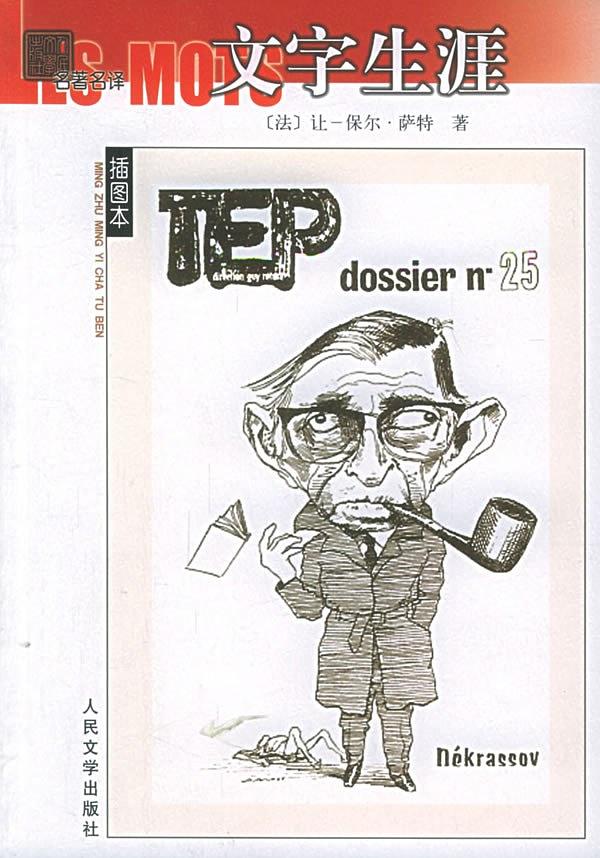 LES MOTS
名著名译
文字生涯
〔法〕让－保尔·萨特 著
插图本
MING ZHU MING YI CHA TU BEN
TEP
dossier n° 25
Nékrassov
人民文学出版社